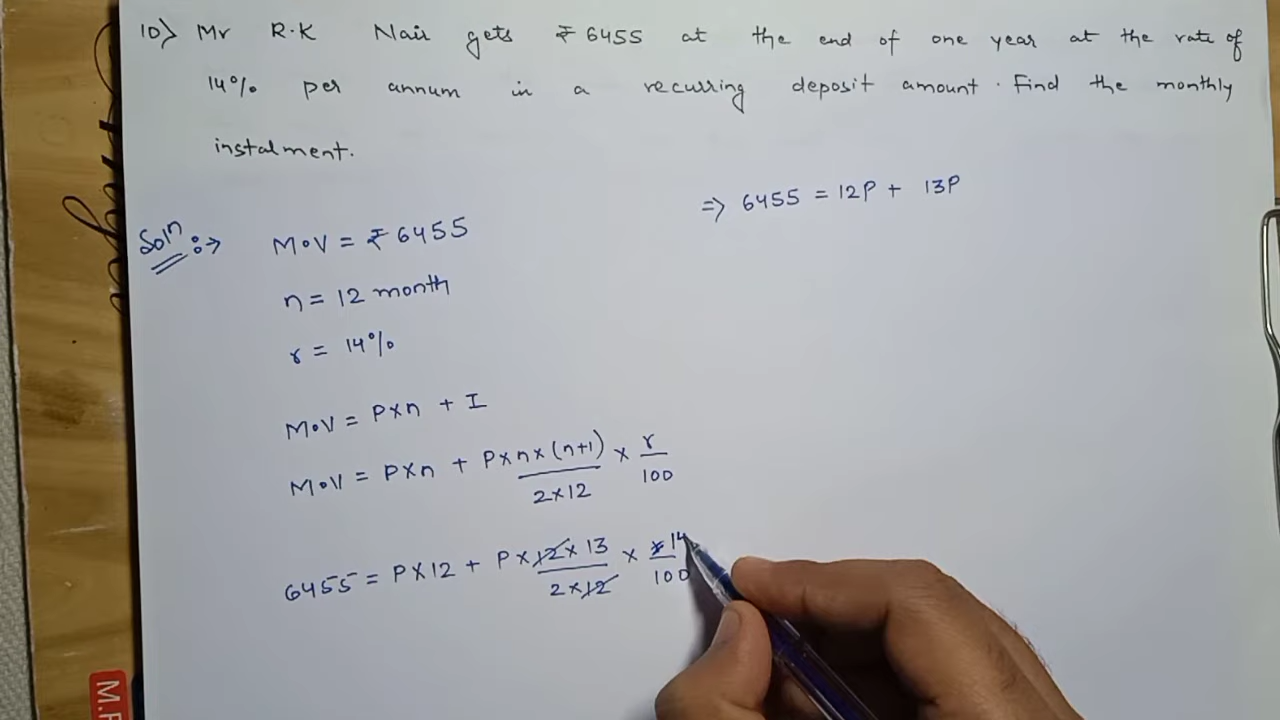 10> Mr R.K Nair gets ₹ 6455 at the end of one year at the rate of
14% per annum in a recurring deposit amount. Find the monthly
instalment.
Soln :→
M.V = ₹ 6455
n = 12 month
r = 14%
M.V = P×n + I
M.V = P×n + P×n×(n+1)/2×12 × r/100
6455 = P×12 + P×12×13/2×12 × 14/100
⇒ 6455 = 12P + 13P